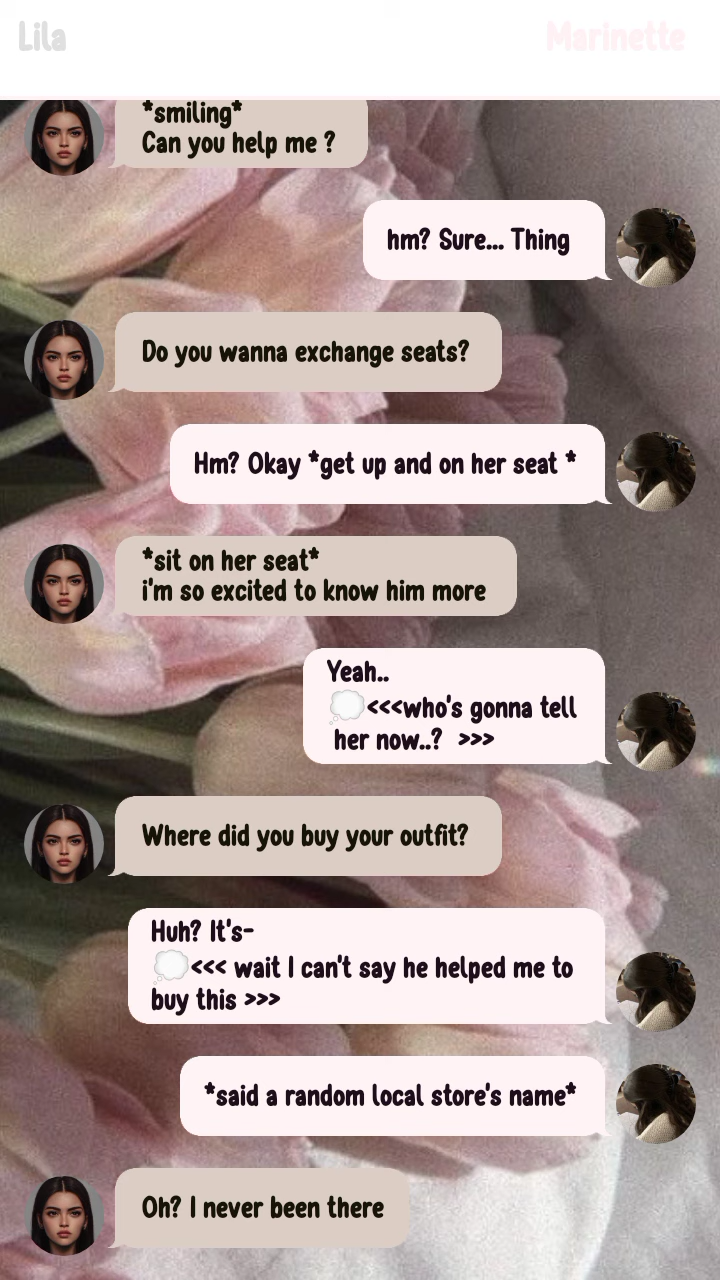 Lila
Marinette
*smiling*
Can you help me ?
hm? Sure... Thing
Do you wanna exchange seats?
Hm? Okay *get up and on her seat *
*sit on her seat*
i'm so excited to know him more
Yeah..
💭<<<who's gonna tell
her now..? >>>
Where did you buy your outfit?
Huh? It's-
💭<<< wait I can't say he helped me to
buy this >>>
*said a random local store's name*
Oh? I never been there